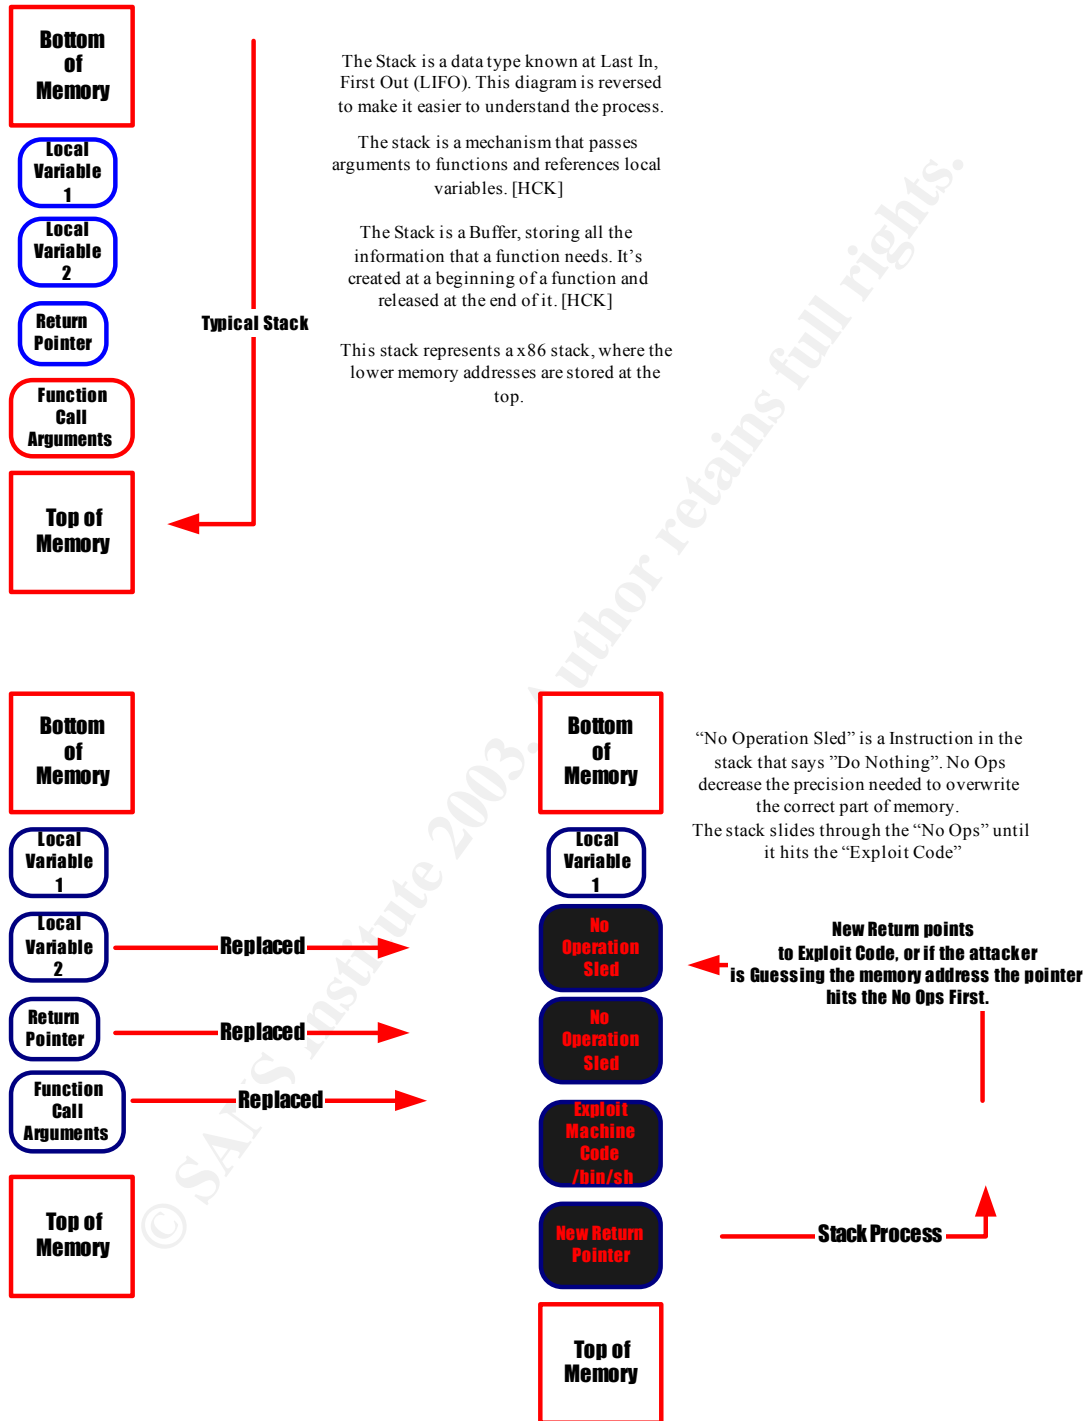 Bottom
of
Memory
Local
Variable
1
Local
Variable
2
Return
Pointer
Function
Call
Arguments
Top of
Memory
Typical Stack
The Stack is a data type known at Last In,
First Out (LIFO). This diagram is reversed
to make it easier to understand the process.
The stack is a mechanism that passes
arguments to functions and references local
variables. [HCK]
The Stack is a Buffer, storing all the
information that a function needs. It's
created at a beginning of a function and
released at the end of it. [HCK]
This stack represents a x86 stack, where the
lower memory addresses are stored at the
top.
Bottom
of
Memory
Local
Variable
1
Local
Variable
2
Return
Pointer
Function
Call
Arguments
Top of
Memory
Replaced
Replaced
Replaced
Bottom
of
Memory
Local
Variable
1
No
Operation
Sled
No
Operation
Sled
Exploit
Machine
Code
/bin/sh
New Return
Pointer
Top of
Memory
“No Operation Sled” is a Instruction in the
stack that says ”Do Nothing”. No Ops
decrease the precision needed to overwrite
the correct part of memory.
The stack slides through the “No Ops” until
it hits the “Exploit Code”
New Return points
to Exploit Code, or if the attacker
is Guessing the memory address the pointer
hits the No Ops First.
Stack Process
© SANS Institute 2003, Author retains full rights.